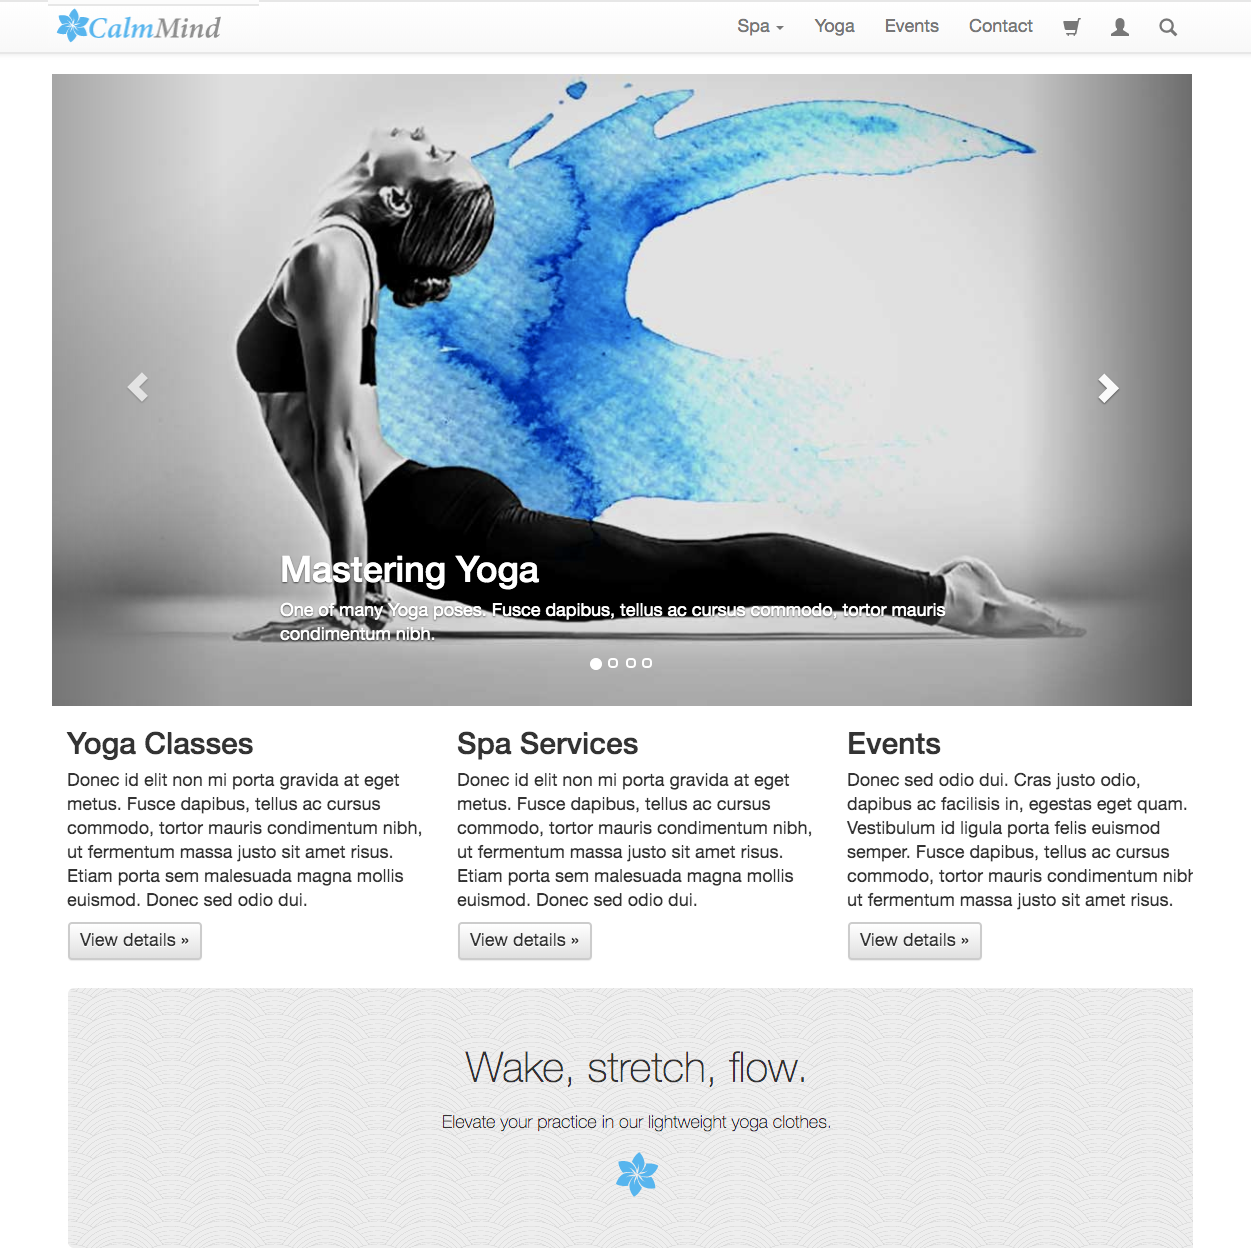 CalmMind
Spa
Yoga
Events
Contact
Mastering Yoga
One of many Yoga poses. Fusce dapibus, tellus ac cursus commodo, tortor mauris
condimentum nibh.
Yoga Classes
Donec id elit non mi porta gravida at eget
metus. Fusce dapibus, tellus ac cursus
commodo, tortor mauris condimentum nibh,
ut fermentum massa justo sit amet risus.
Etiam porta sem malesuada magna mollis
euismod. Donec sed odio dui.
View details »
Spa Services
Donec id elit non mi porta gravida at eget
metus. Fusce dapibus, tellus ac cursus
commodo, tortor mauris condimentum nibh,
ut fermentum massa justo sit amet risus.
Etiam porta sem malesuada magna mollis
euismod. Donec sed odio dui.
View details »
Events
Donec sed odio dui. Cras justo odio,
dapibus ac facilisis in, egestas eget quam.
Vestibulum id ligula porta felis euismod
semper. Fusce dapibus, tellus ac cursus
commodo, tortor mauris condimentum nibh
ut fermentum massa justo sit amet risus.
View details »
Wake, stretch, flow.
Elevate your practice in our lightweight yoga clothes.